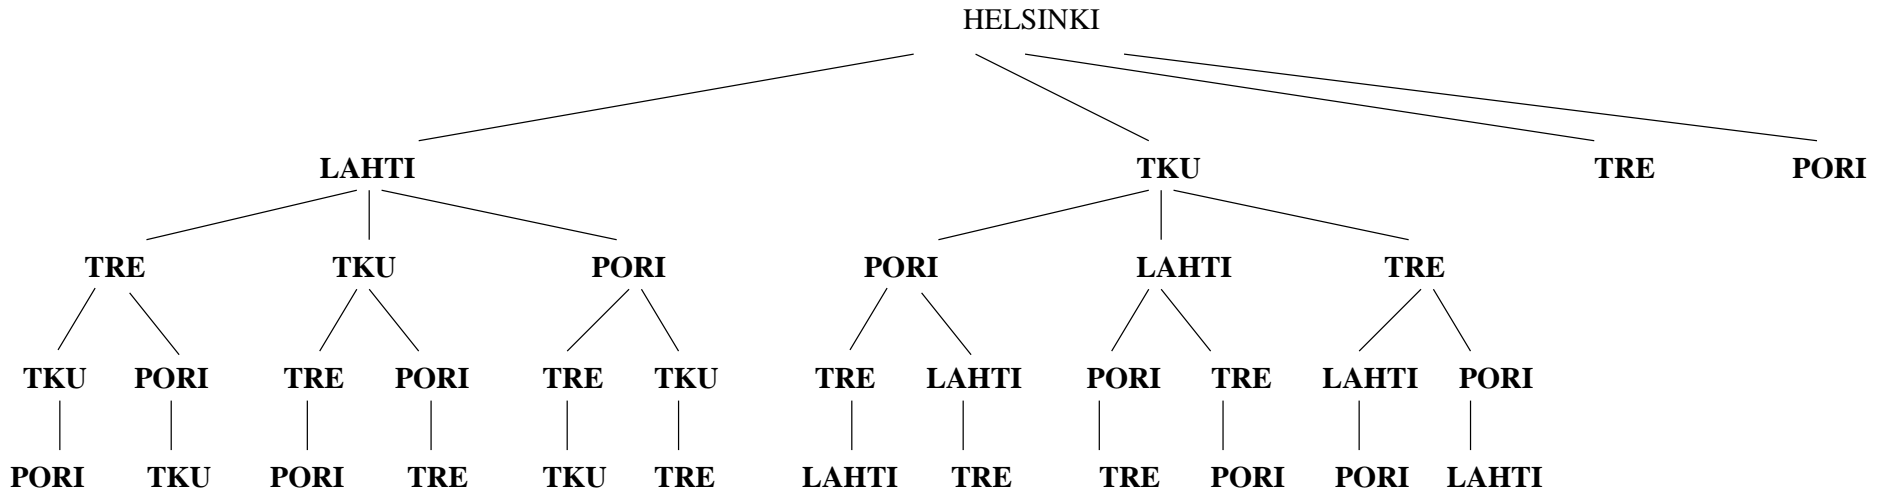 HELSINKI
LAHTI TKU TRE PORI
TRE TKU PORI PORI LAHTI TRE
TKU PORI TRE PORI TRE TKU TRE LAHTI PORI TRE LAHTI PORI
PORI TKU PORI TRE TKU TRE LAHTI TRE TRE PORI PORI LAHTI